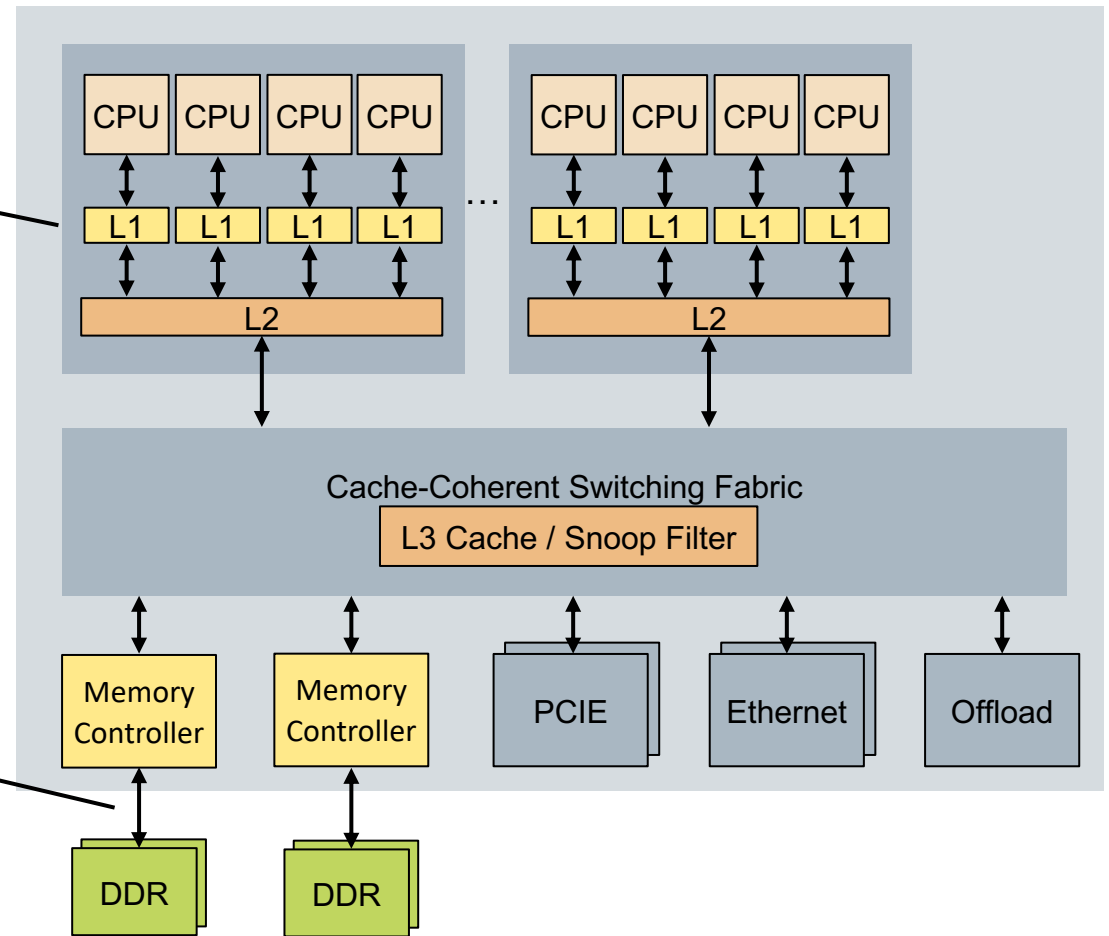 CPU CPU CPU CPU CPU CPU CPU CPU
...
L1 L1 L1 L1 L1 L1 L1 L1
L2 L2
Cache-Coherent Switching Fabric
L3 Cache / Snoop Filter
Memory
Controller
Memory
Controller
PCIE
Ethernet
Offload
DDR
DDR